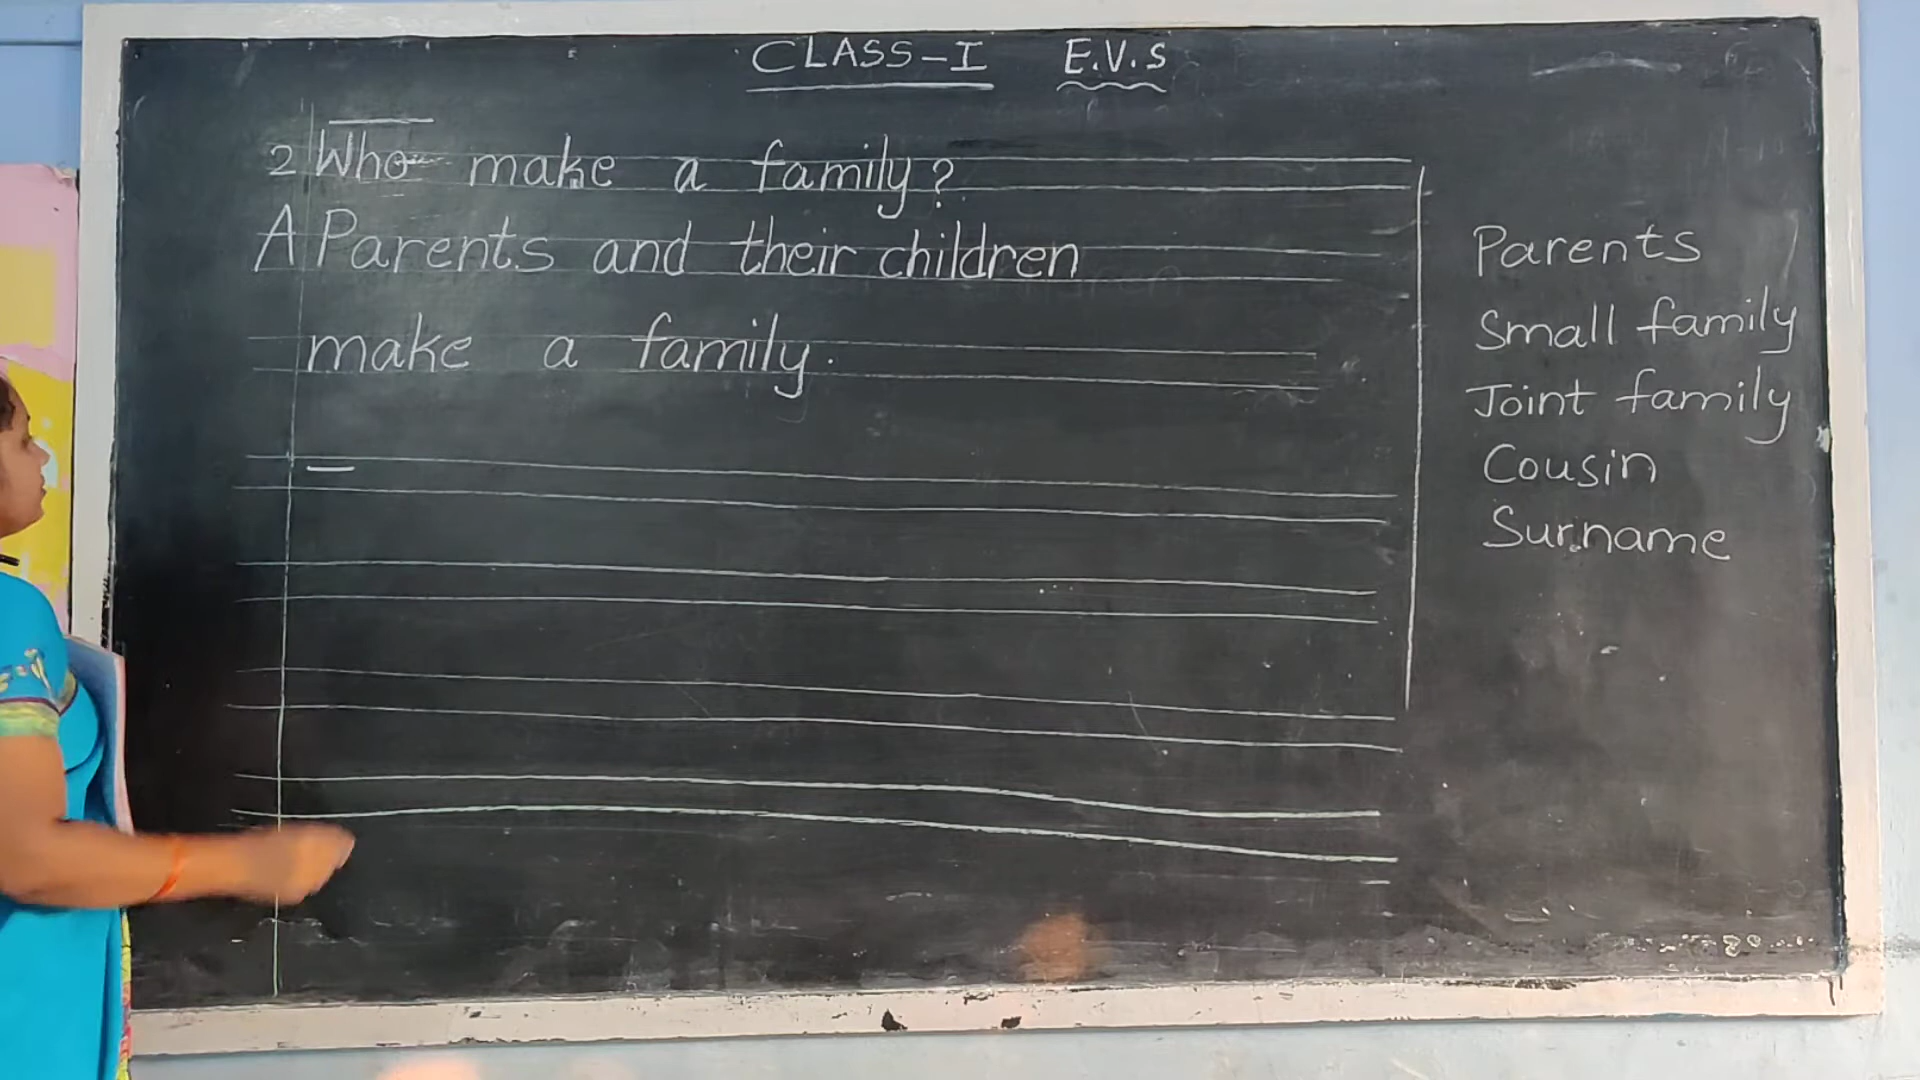 CLASS-I E.V.S
2 Who make a family?
A Parents and their children
make a family.
Parents
Small family
Joint family
Cousin
Surname